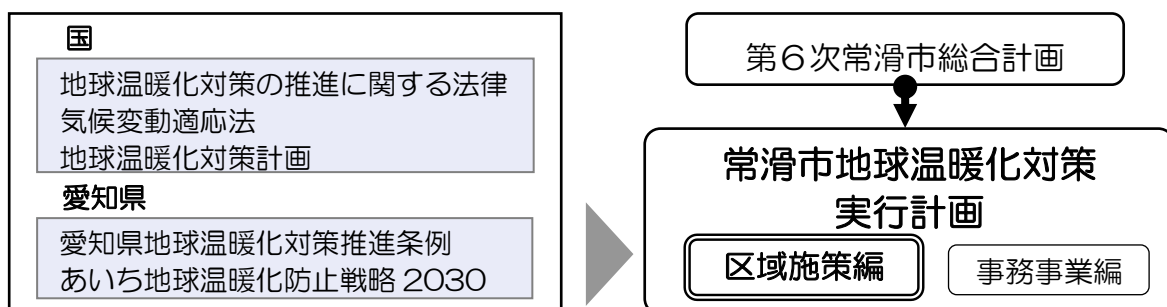 国
地球温暖化対策の推進に関する法律
気候変動適応法
地球温暖化対策計画
愛知県
愛知県地球温暖化対策推進条例
あいち地球温暖化防止戦略 2030
第6次常滑市総合計画
常滑市地球温暖化対策
実行計画
区域施策編
事務事業編